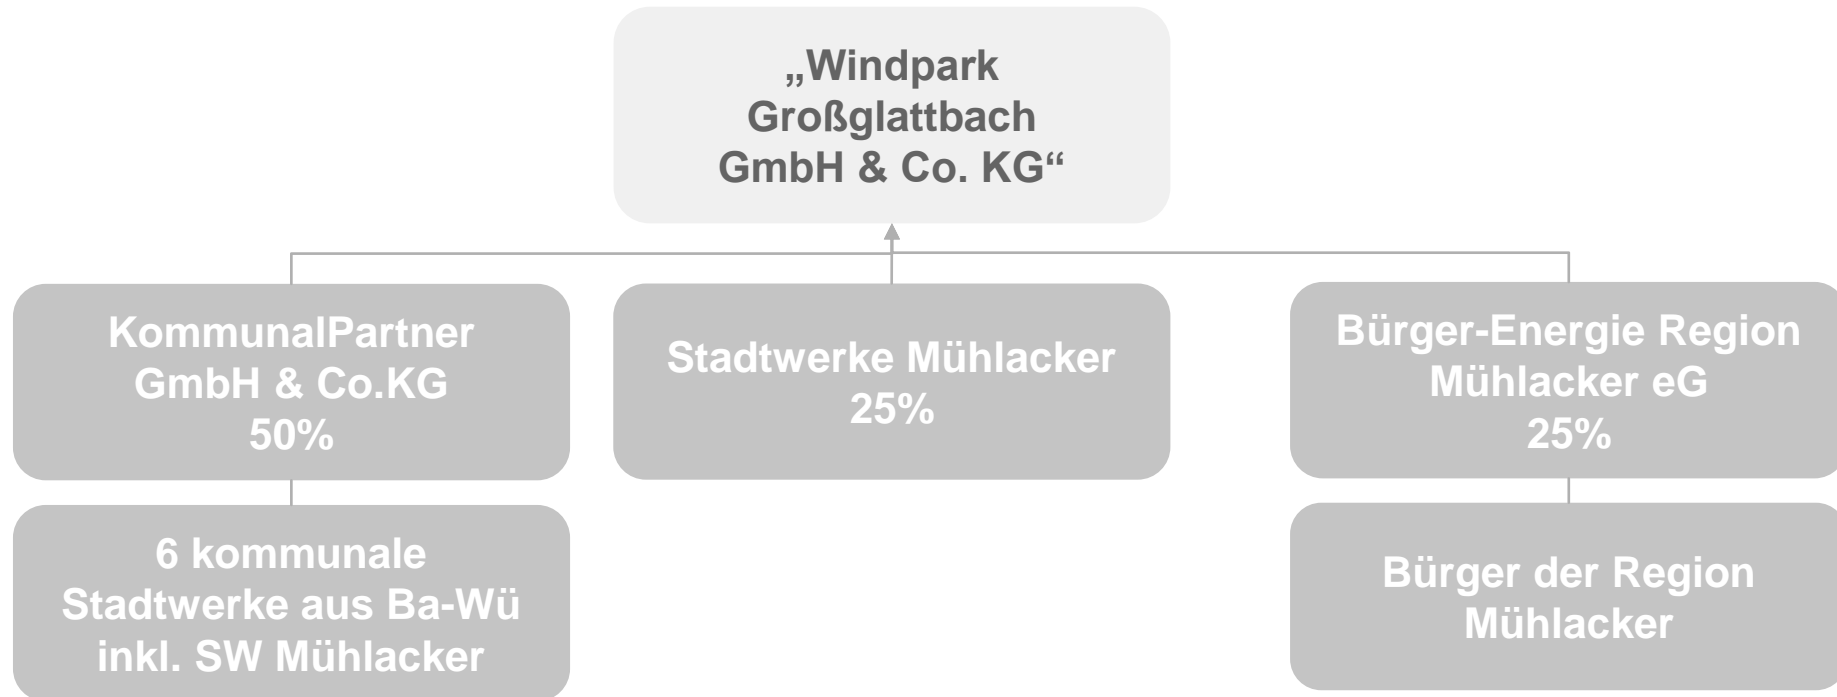 „Windpark
Großglattbach
GmbH & Co. KG“
KommunalPartner
GmbH & Co.KG
50%
Stadtwerke Mühlacker
25%
Bürger-Energie Region
Mühlacker eG
25%
6 kommunale
Stadtwerke aus Ba-Wü
inkl. SW Mühlacker
Bürger der Region
Mühlacker